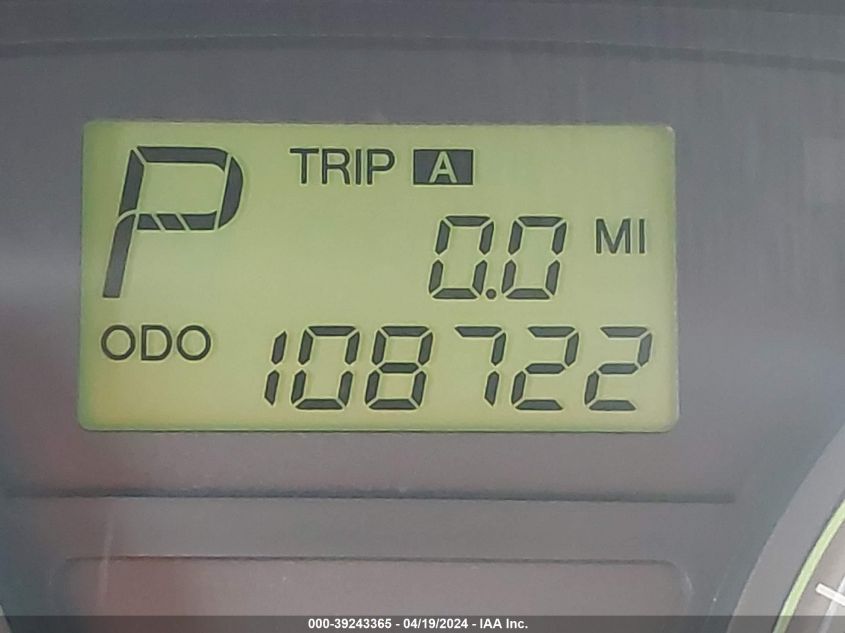 P TRIP A
0.0 MI
ODO 108722
000-39243365 - 04/19/2024 - IAA Inc.